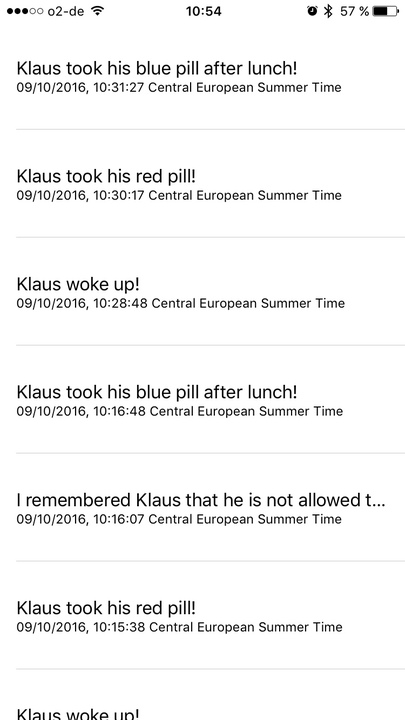 o2-de 10:54 57 %
Klaus took his blue pill after lunch!
09/10/2016, 10:31:27 Central European Summer Time
Klaus took his red pill!
09/10/2016, 10:30:17 Central European Summer Time
Klaus woke up!
09/10/2016, 10:28:48 Central European Summer Time
Klaus took his blue pill after lunch!
09/10/2016, 10:16:48 Central European Summer Time
I remembered Klaus that he is not allowed t...
09/10/2016, 10:16:07 Central European Summer Time
Klaus took his red pill!
09/10/2016, 10:15:38 Central European Summer Time
Klaus woke up!